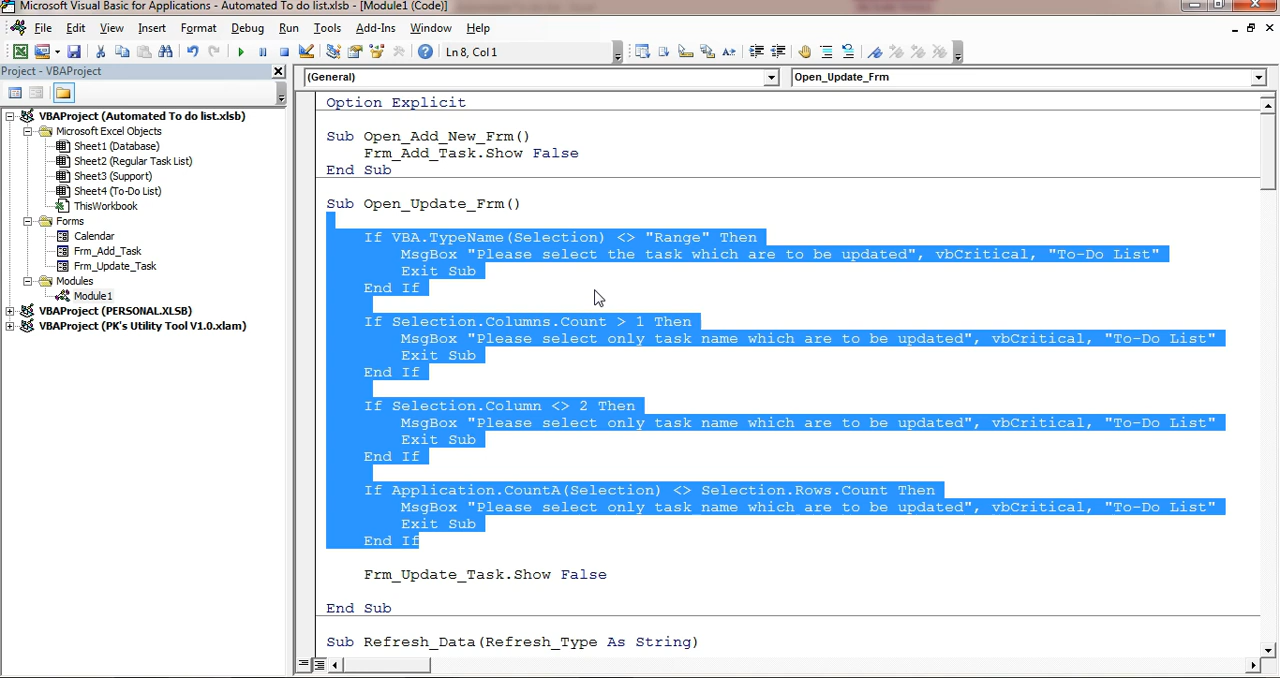 Microsoft Visual Basic for Applications - Automated To do list.xlsb - [Module1 (Code)]
File Edit View Insert Format Debug Run Tools Add-Ins Window Help
Ln 8, Col 1
Project - VBAProject
(General) Open_Update_Frm
VBAProject (Automated To do list.xlsb)
Microsoft Excel Objects
Sheet1 (Database)
Sheet2 (Regular Task List)
Sheet3 (Support)
Sheet4 (To-Do List)
ThisWorkbook
Forms
Calendar
Frm_Add_Task
Frm_Update_Task
Modules
Module1
VBAProject (PERSONAL.XLSB)
VBAProject (PK's Utility Tool V1.0.xlam)
Option Explicit
Sub Open_Add_New_Frm()
Frm_Add_Task.Show False
End Sub
Sub Open_Update_Frm()
If VBA.TypeName(Selection) <> "Range" Then
MsgBox "Please select the task which are to be updated", vbCritical, "To-Do List"
Exit Sub
End If
If Selection.Columns.Count > 1 Then
MsgBox "Please select only task name which are to be updated", vbCritical, "To-Do List"
Exit Sub
End If
If Selection.Column <> 2 Then
MsgBox "Please select only task name which are to be updated", vbCritical, "To-Do List"
Exit Sub
End If
If Application.CountA(Selection) <> Selection.Rows.Count Then
MsgBox "Please select only task name which are to be updated", vbCritical, "To-Do List"
Exit Sub
End If
Frm_Update_Task.Show False
End Sub
Sub Refresh_Data(Refresh_Type As String)